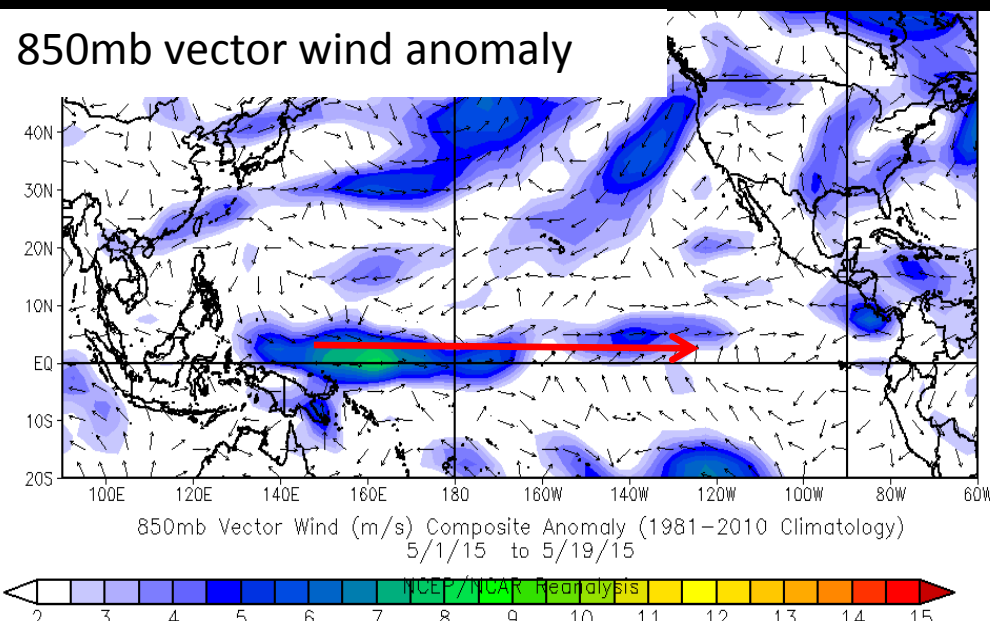 850mb vector wind anomaly
40N
30N
20N
10N
EQ
10S
20S
100E 120E 140E 160E 180 160W 140W 120W 100W 80W 60W
850mb Vector Wind (m/s) Composite Anomaly (1981-2010 Climatology)
5/1/15 to 5/19/15
NCEP/NCAR Reanalysis
2 3 4 5 6 7 8 9 10 11 12 13 14 15